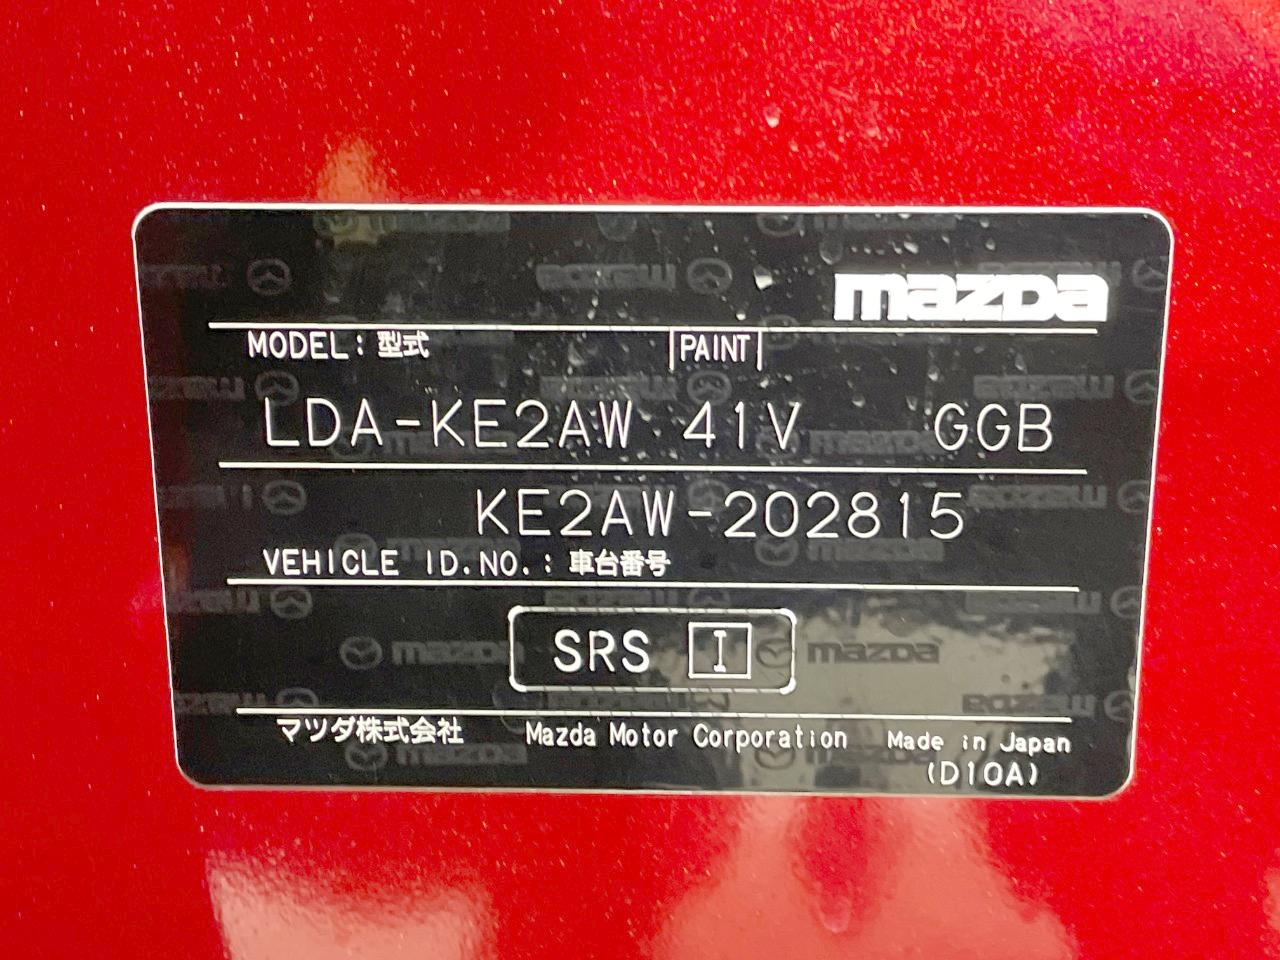 mazda
MODEL: 型式 PAINT
LDA-KE2AW 41V GGB
KE2AW-202815
VEHICLE ID.NO.: 車台番号
SRS I
マツダ株式会社 Mazda Motor Corporation Made in Japan
(D10A)